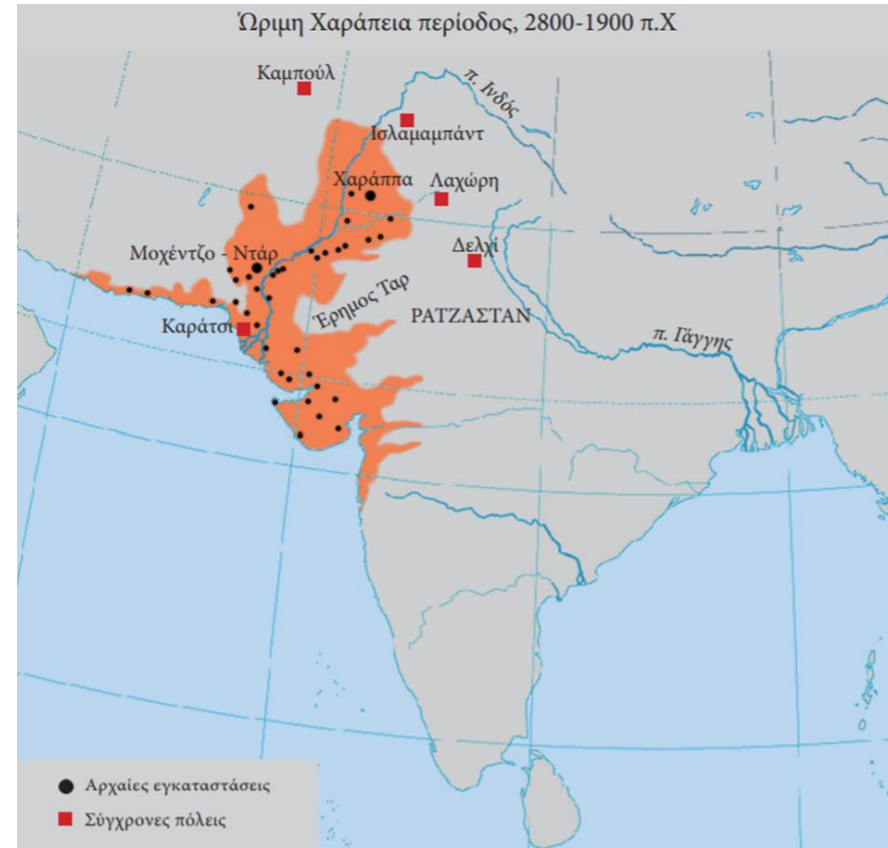 Ώριμη Χαράπεια περίοδος, 2800-1900 π.Χ
Καμπούλ
π. Ινδός
Ισλαμαμπάντ
Χαράππα
Λαχώρη
Μοχέντζο - Ντάρ
Δελχί
Έρημος Ταρ
ΡΑΤΖΑΣΤΑΝ
Καράτσι
π. Γάγγης
Αρχαίες εγκαταστάσεις
Σύγχρονες πόλεις